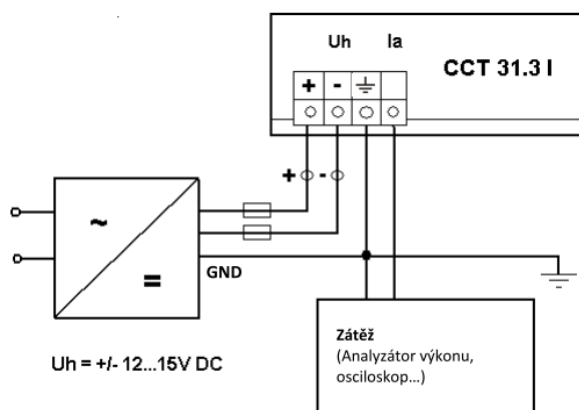 Uh Ia
CCT 31.3 I
+ -
+ -
~
=
GND
Uh = +/- 12...15V DC
Zátěž
(Analyzátor výkonu,
osciloskop...)